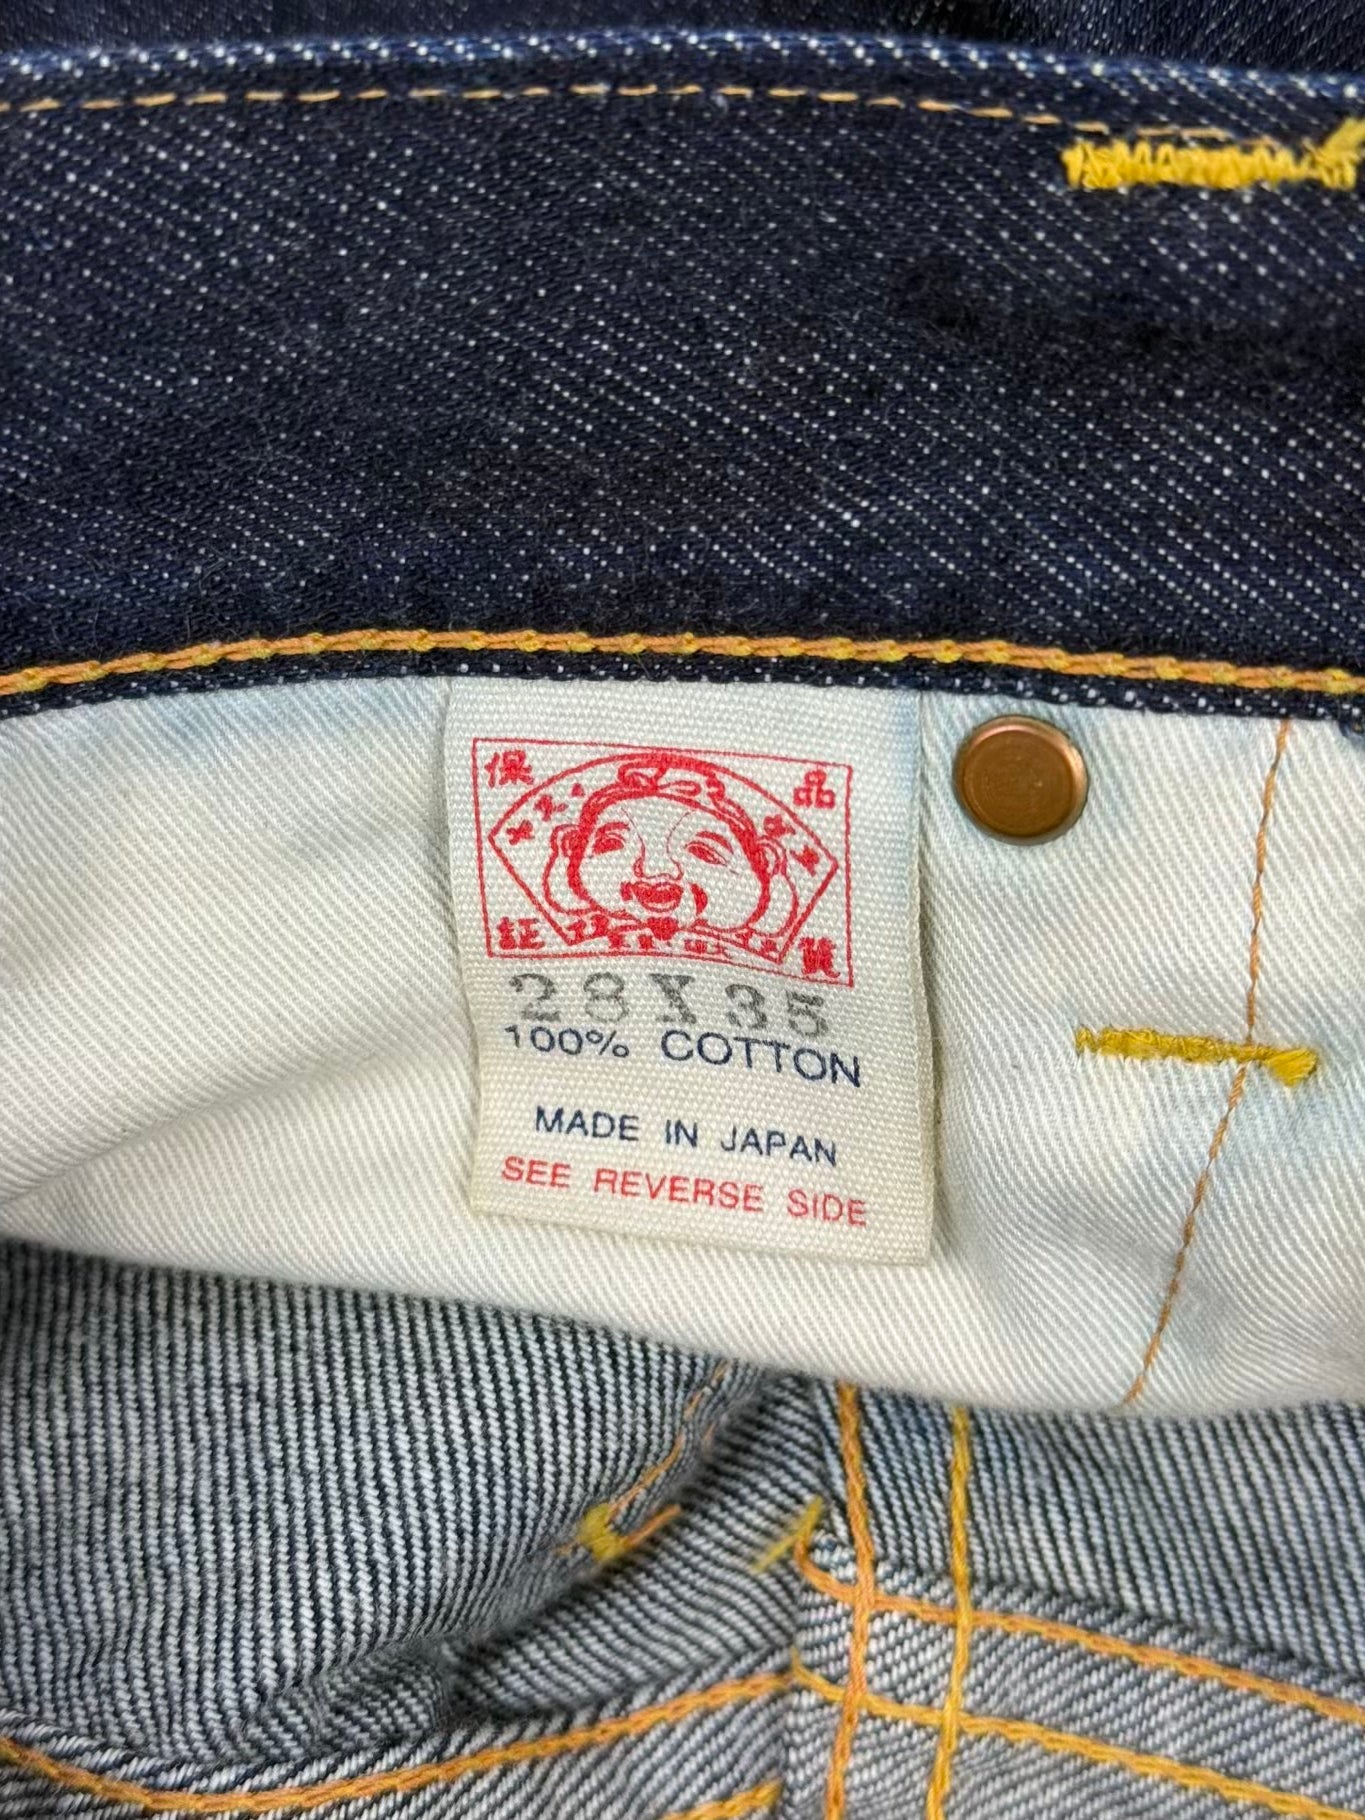 保 品
証 號
28X35
100% COTTON
MADE IN JAPAN
SEE REVERSE SIDE